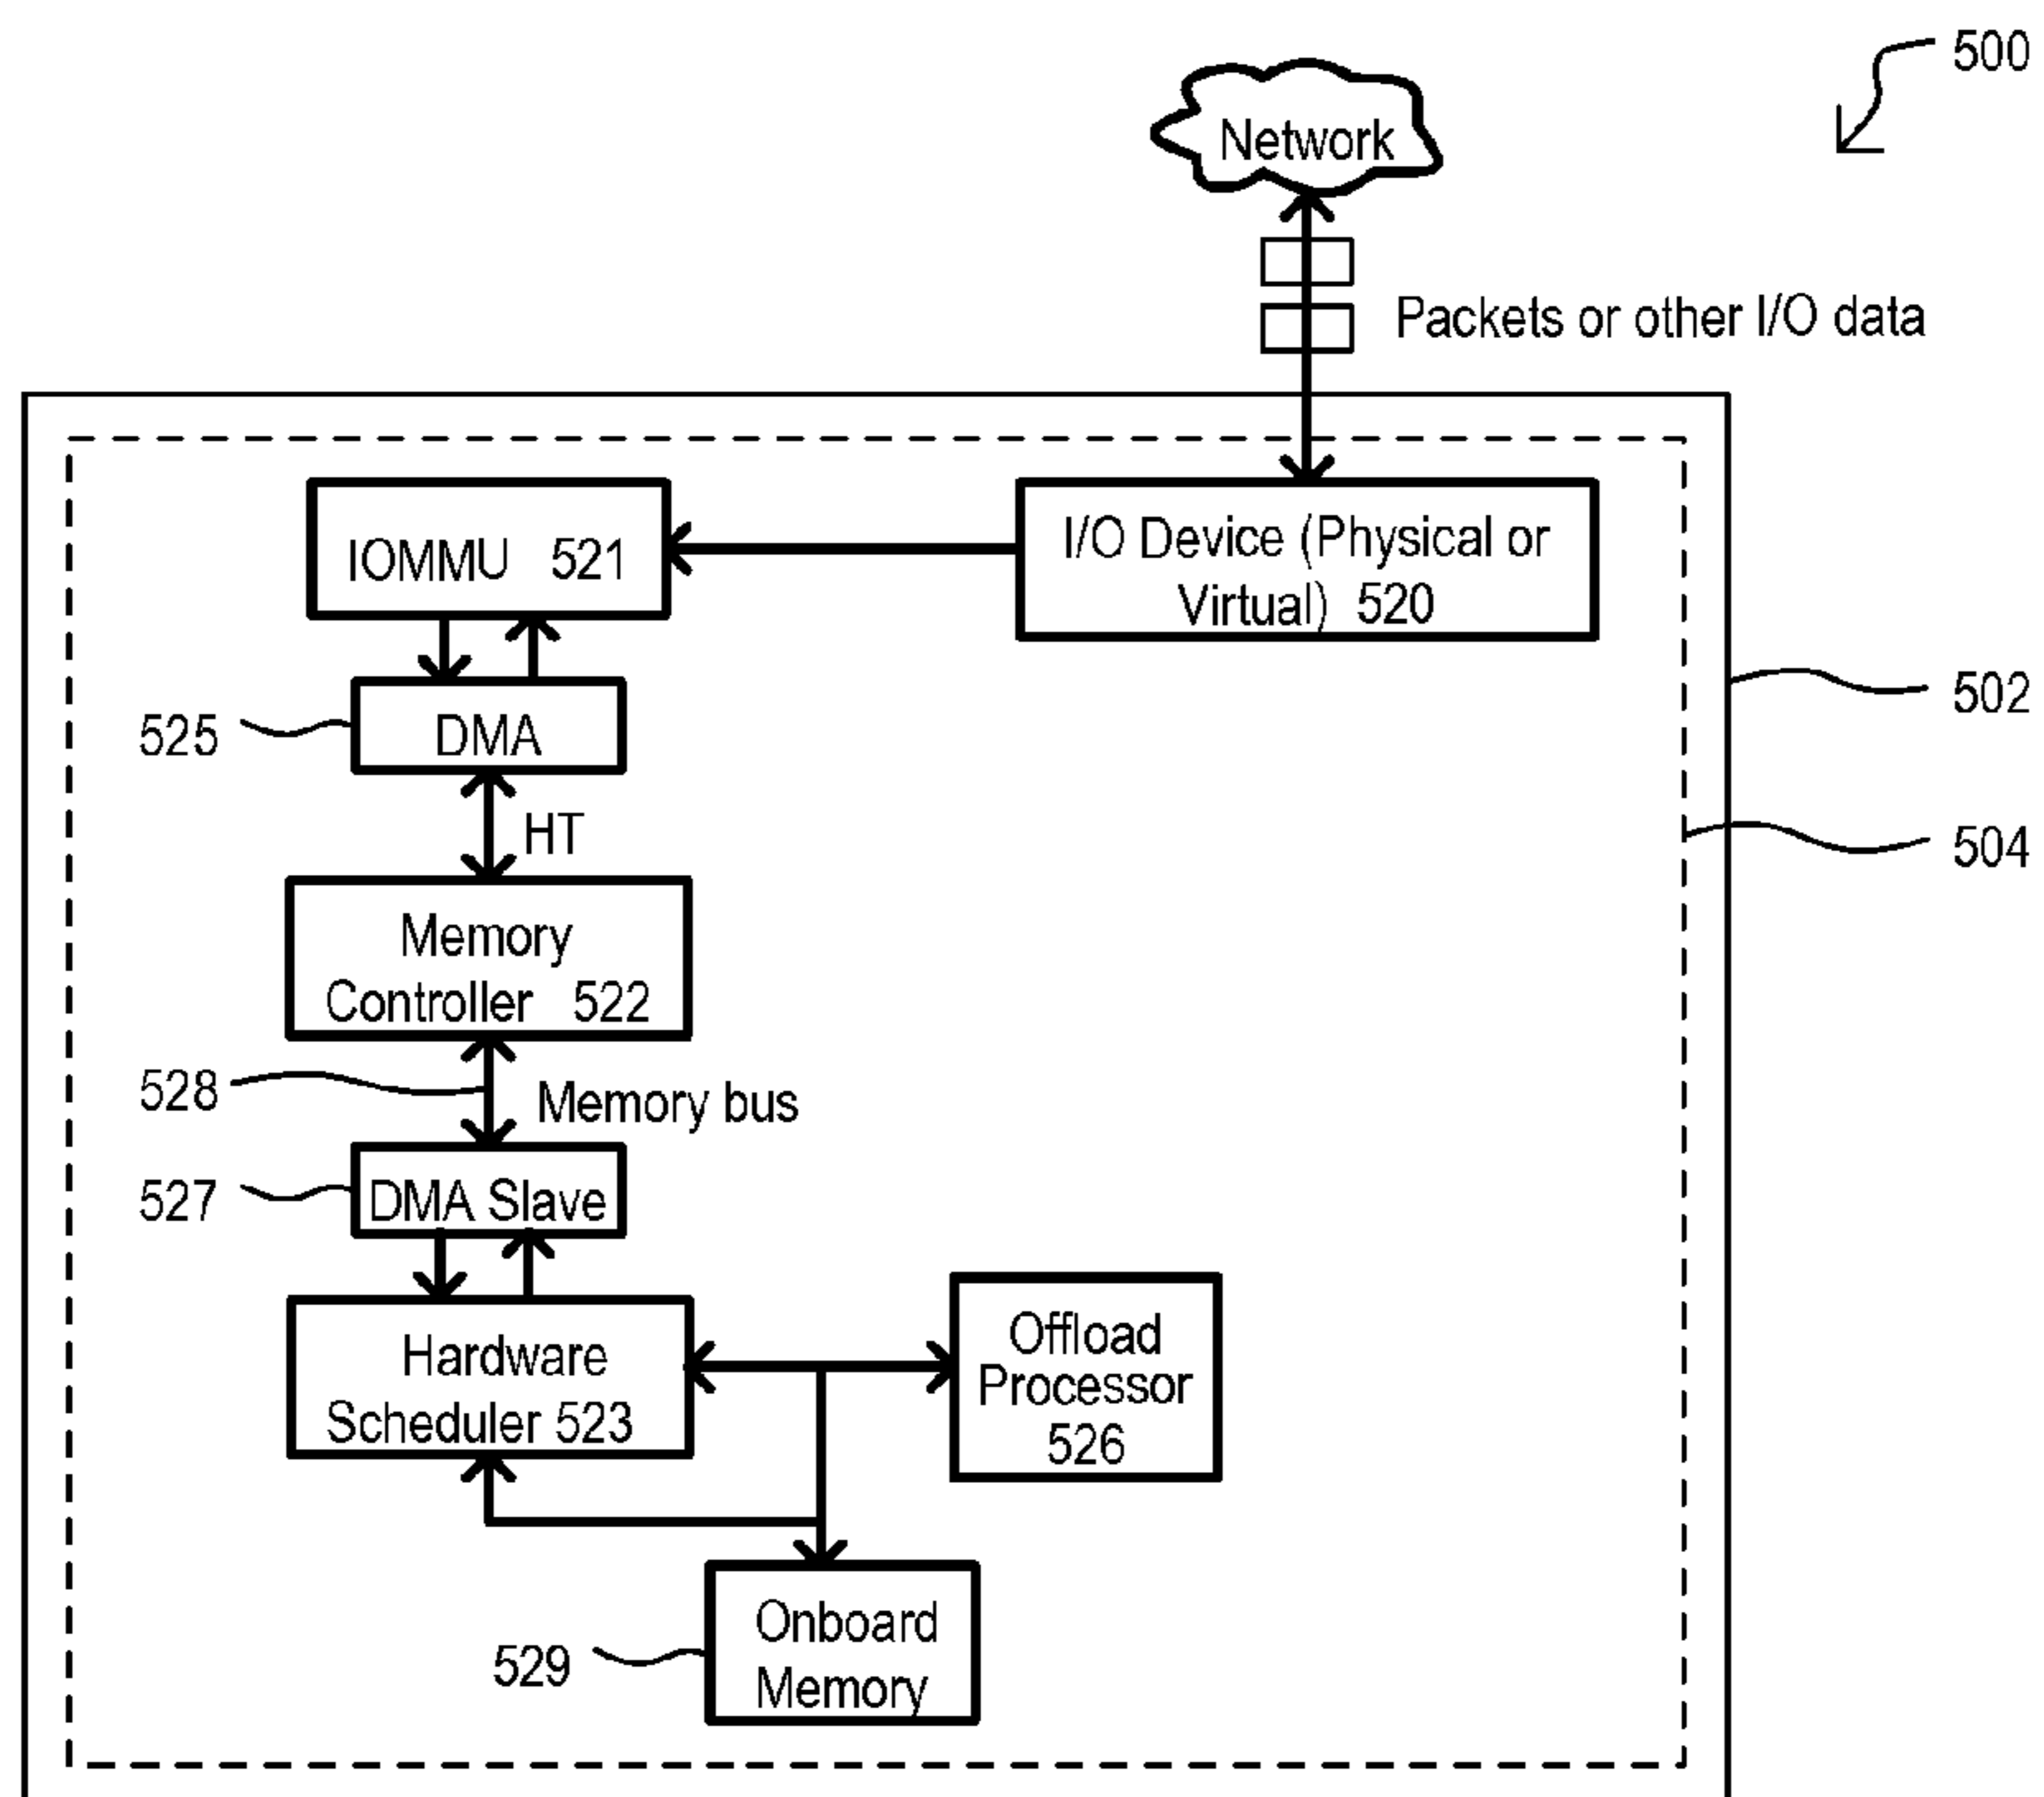 500
Network
Packets or other I/O data
IOMMU 521
I/O Device (Physical or
Virtual) 520
502
525
DMA
HT
504
Memory
Controller 522
528
Memory bus
527
DMA Slave
Hardware
Scheduler 523
Offload
Processor
526
529
Onboard
Memory